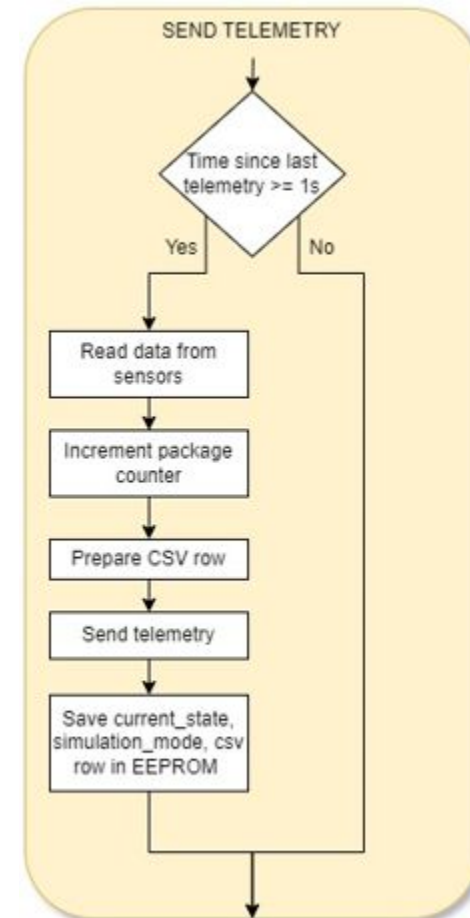 SEND TELEMETRY
Time since last
telemetry >= 1s
Yes
No
Read data from
sensors
Increment package
counter
Prepare CSV row
Send telemetry
Save current_state,
simulation_mode, csv
row in EEPROM